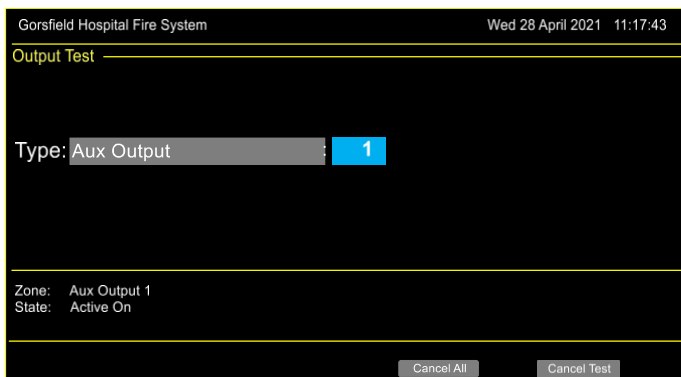 Gorsfield Hospital Fire System Wed 28 April 2021 11:17:43
Output Test
Type: Aux Output : 1
Zone: Aux Output 1
State: Active On
Cancel All Cancel Test